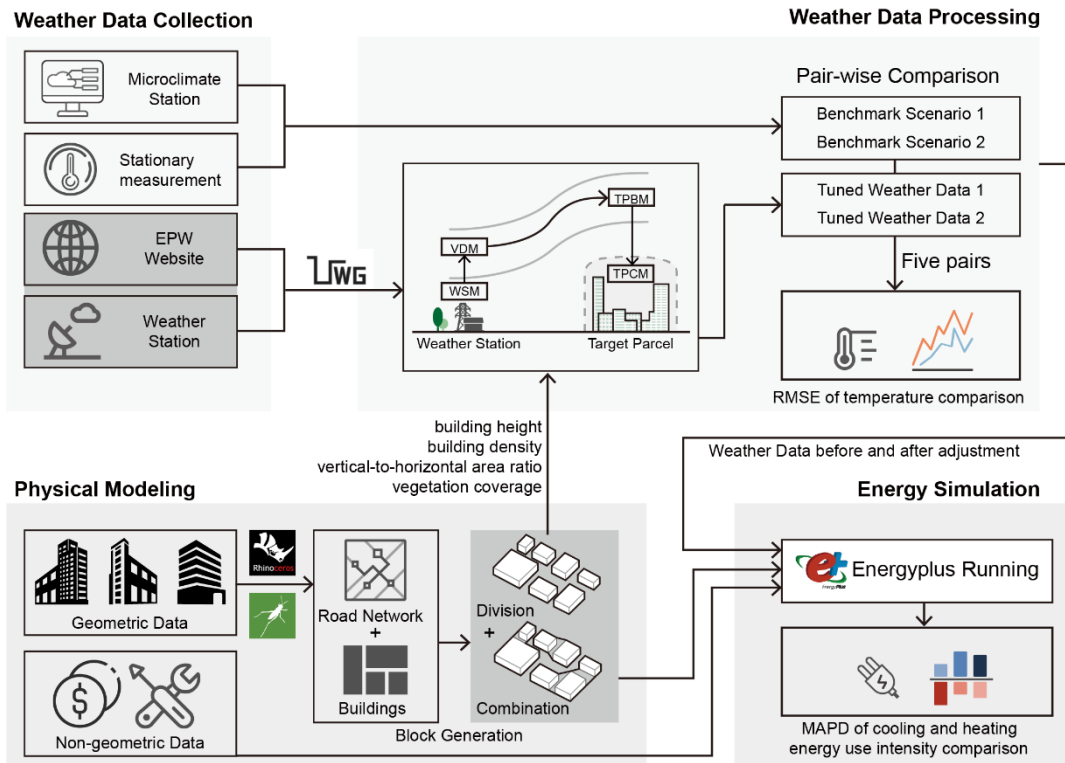 Weather Data Collection
Microclimate
Station
Stationary
measurement
EPW
Website
Weather
Station
UWG
Weather Data Processing
WSM
VDM
TPBM
TPCM
Weather Station
Target Parcel
Pair-wise Comparison
Benchmark Scenario 1
Benchmark Scenario 2
Tuned Weather Data 1
Tuned Weather Data 2
Five pairs
RMSE of temperature comparison
building height
building density
vertical-to-horizontal area ratio
vegetation coverage
Weather Data before and after adjustment
Physical Modeling
Geometric Data
Non-geometric Data
Rhinoceros
Road Network
+
Buildings
Division
+
Combination
Block Generation
Energy Simulation
e+
EnergyPlus
Energyplus Running
MAPD of cooling and heating
energy use intensity comparison